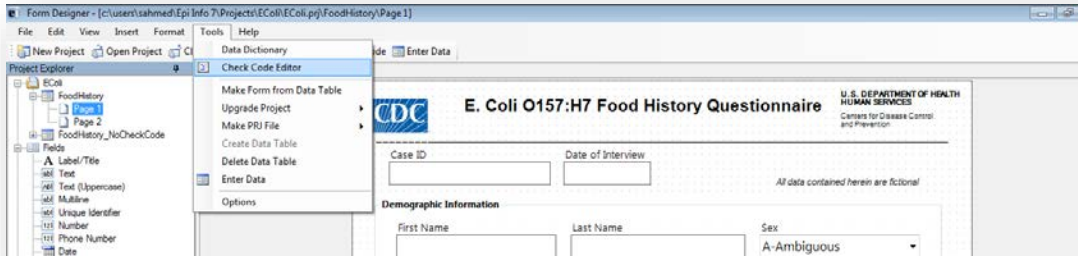 Form Designer - [c:\users\sahmed\Epi Info 7\Projects\EColi\EColi.prj\FoodHistory\Page 1]
File Edit View Insert Format Tools Help
New Project Open Project Enter Data
Project Explorer
EColi
FoodHistory
Page 1
Page 2
FoodHistory_NoCheckCode
Fields
A Label/Title
Text
Text (Uppercase)
Multiline
Unique Identifier
Number
Phone Number
Date
Data Dictionary
Check Code Editor
Make Form from Data Table
Upgrade Project
Make PRJ File
Create Data Table
Delete Data Table
Enter Data
Options
CDC
E. Coli O157:H7 Food History Questionnaire
U.S. DEPARTMENT OF HEALTH
HUMAN SERVICES
Centers for Disease Control
and Prevention
Case ID Date of Interview
All data contained herein are fictional
Demographic Information
First Name Last Name Sex
A-Ambiguous